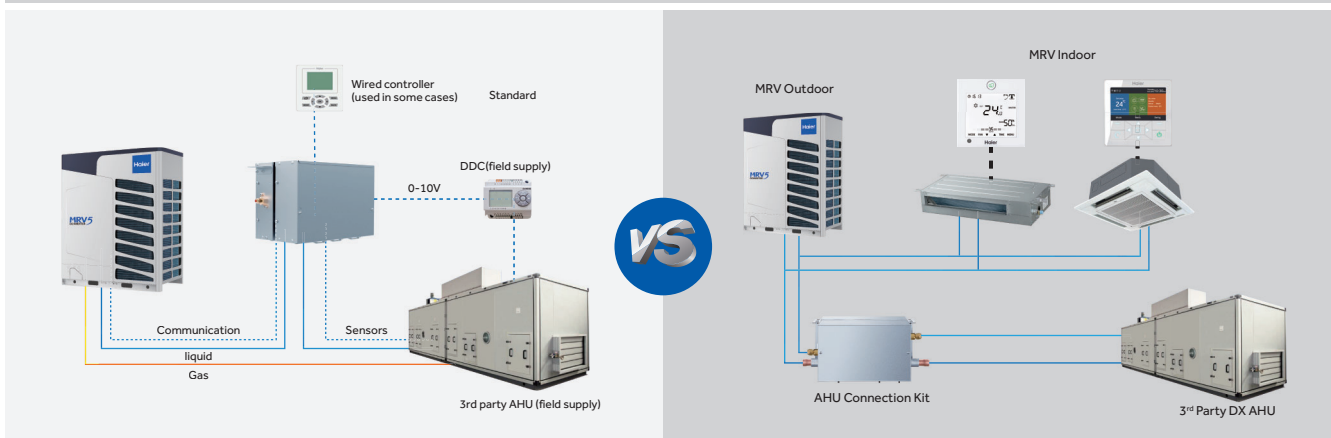 Wired controller
(used in some cases)
Standard
DDC(field supply)
0-10V
Haier
MRV5
Communication
Sensors
liquid
Gas
3rd party AHU (field supply)
VS
MRV Indoor
MRV Outdoor
Haier
MRV5
24
50
Haier
Haier
24
AHU Connection Kit
3rd Party DX AHU